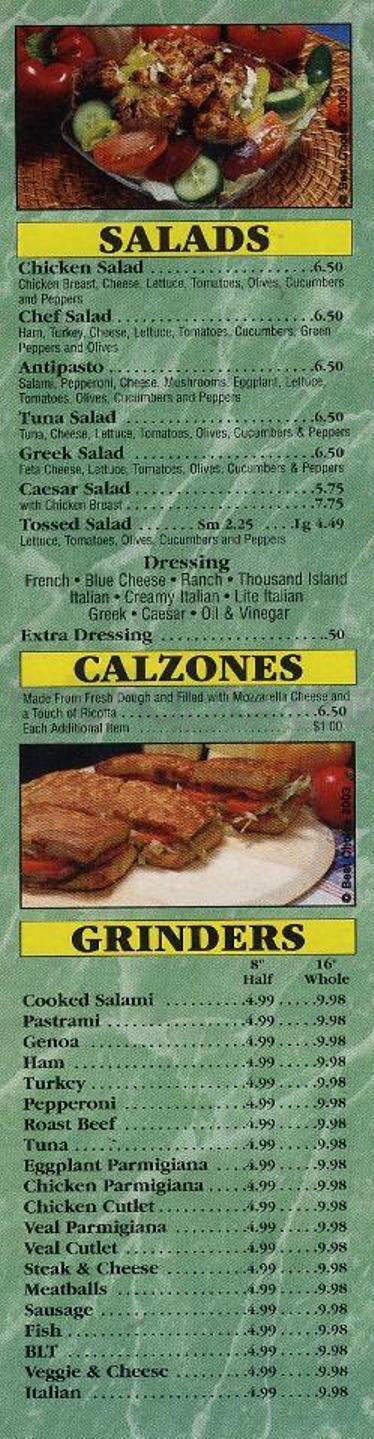 © Best Choice 2003
SALADS
Chicken Salad ........................6.50
Chicken Breast, Cheese, Lettuce, Tomatoes, Olives, Cucumbers
and Peppers
Chef Salad ............................6.50
Ham, Turkey, Cheese, Lettuce, Tomatoes, Cucumbers, Green
Peppers and Olives
Antipasto .............................6.50
Salami, Pepperoni, Cheese, Mushrooms, Eggplant, Lettuce,
Tomatoes, Olives, Cucumbers and Peppers
Tuna Salad ...........................6.50
Tuna, Cheese, Lettuce, Tomatoes, Olives, Cucumbers & Peppers
Greek Salad ..........................6.50
Feta Cheese, Lettuce, Tomatoes, Olives, Cucumbers & Peppers
Caesar Salad .........................5.75
with Chicken Breast ..........................7.75
Tossed Salad ....... Sm 2.25 ....Lg 4.49
Lettuce, Tomatoes, Olives, Cucumbers and Peppers
Dressing
French • Blue Cheese • Ranch • Thousand Island
Italian • Creamy Italian • Lite Italian
Greek • Caesar • Oil & Vinegar
Extra Dressing .......................50
CALZONES
Made From Fresh Dough and Filled with Mozzarella Cheese and
a Touch of Ricotta ............................6.50
Each Additional Item ............................ $1.00
© Best Choice 2003
GRINDERS
8" 16"
Half Whole
Cooked Salami ..........4.99.....9.98
Pastrami .................4.99.....9.98
Genoa ...................4.99.....9.98
Ham .....................4.99.....9.98
Turkey ...................4.99.....9.98
Pepperoni ...............4.99.....9.98
Roast Beef ...............4.99.....9.98
Tuna .....................4.99.....9.98
Eggplant Parmigiana ....4.99.....9.98
Chicken Parmigiana .....4.99.....9.98
Chicken Cutlet ...........4.99.....9.98
Veal Parmigiana .........4.99.....9.98
Veal Cutlet ..............4.99.....9.98
Steak & Cheese ..........4.99.....9.98
Meatballs ................4.99.....9.98
Sausage ..................4.99.....9.98
Fish .....................4.99.....9.98
BLT .....................4.99.....9.98
Veggie & Cheese .........4.99.....9.98
Italian ...................4.99.....9.98